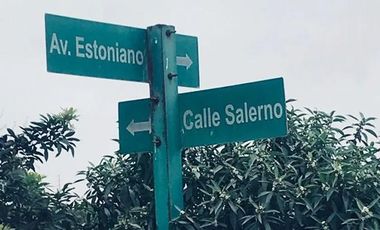 Av. Estoniano
Calle Salerno